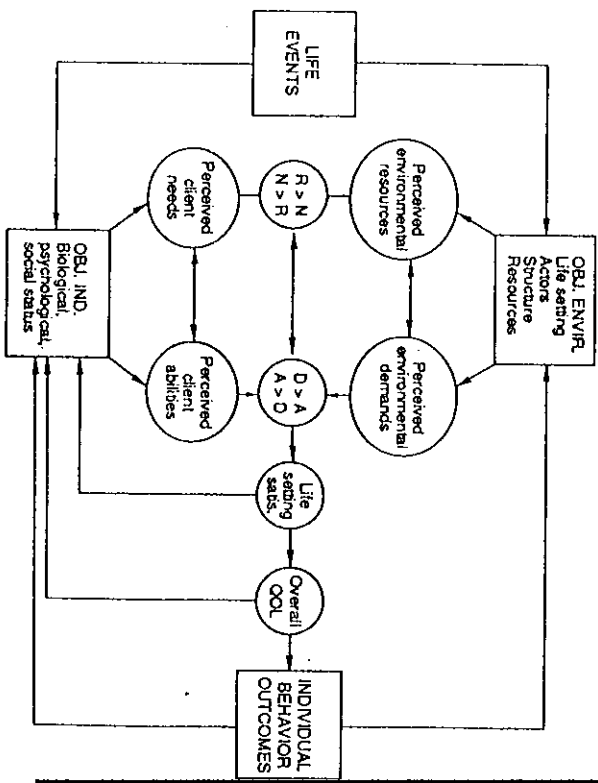 LIFE
EVENTS
OBJ. ENVIR.
Life setting
Actors
Structure
Resources
Perceived
environmental
resources
Perceived
environmental
demands
R > N
N > R
D > A
A > D
Life
setting
satis.
Overall
QOL
INDIVIDUAL
BEHAVIOR
OUTCOMES
Perceived
client
needs
Perceived
client
abilities
OBJ. IND.
Biological,
psychological,
social status